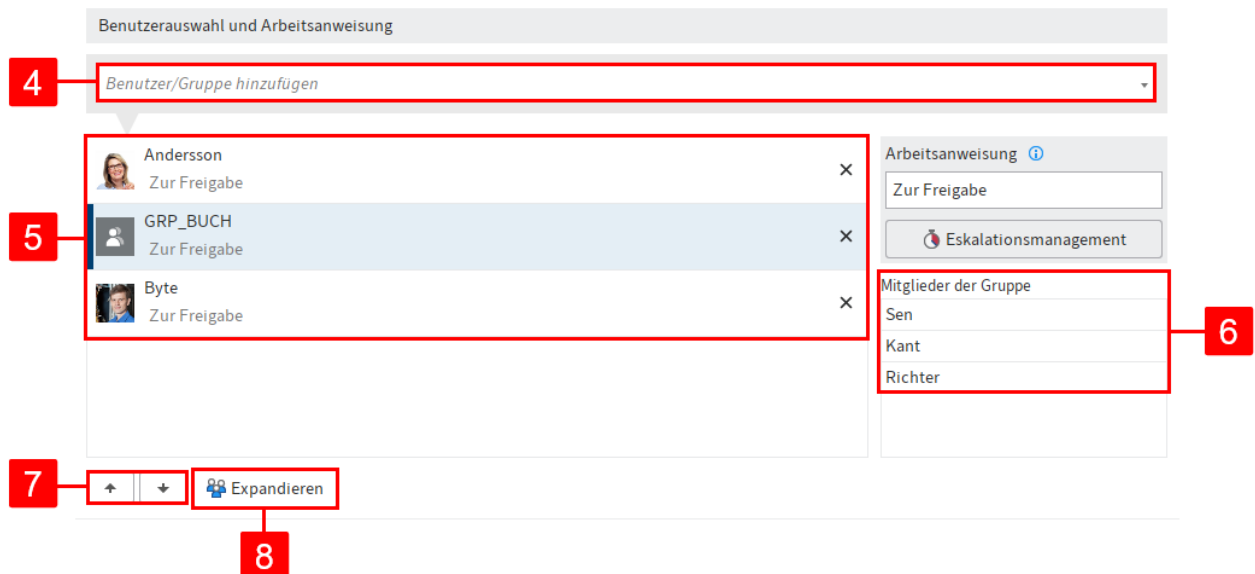 Benutzerauswahl und Arbeitsanweisung
4
Benutzer/Gruppe hinzufügen
Andersson
Zur Freigabe
5
GRP_BUCH
Zur Freigabe
Byte
Zur Freigabe
Arbeitsanweisung
Zur Freigabe
Eskalationsmanagement
Mitglieder der Gruppe
Sen
Kant
Richter
6
7
Expandieren
8